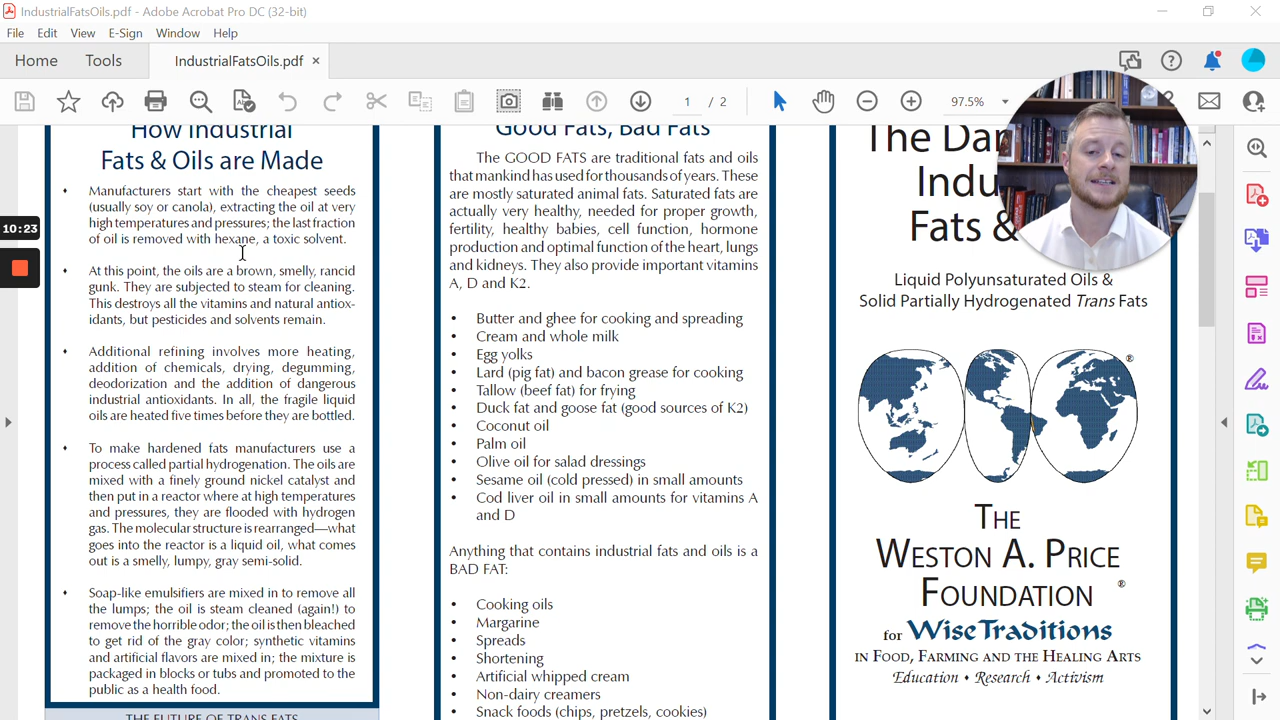 IndustrialFatsOils.pdf - Adobe Acrobat Pro DC (32-bit)
File Edit View E-Sign Window Help
Home Tools IndustrialFatsOils.pdf ×
1 / 2 97.5%
10:23
How Industrial
Fats & Oils are Made
♦ Manufacturers start with the cheapest seeds
(usually soy or canola), extracting the oil at very
high temperatures and pressures; the last fraction
of oil is removed with hexane, a toxic solvent.
♦ At this point, the oils are a brown, smelly, rancid
gunk. They are subjected to steam for cleaning.
This destroys all the vitamins and natural antiox-
idants, but pesticides and solvents remain.
♦ Additional refining involves more heating,
addition of chemicals, drying, degumming,
deodorization and the addition of dangerous
industrial antioxidants. In all, the fragile liquid
oils are heated five times before they are bottled.
♦ To make hardened fats manufacturers use a
process called partial hydrogenation. The oils are
mixed with a finely ground nickel catalyst and
then put in a reactor where at high temperatures
and pressures, they are flooded with hydrogen
gas. The molecular structure is rearranged—what
goes into the reactor is a liquid oil, what comes
out is a smelly, lumpy, gray semi-solid.
♦ Soap-like emulsifiers are mixed in to remove all
the lumps; the oil is steam cleaned (again!) to
remove the horrible odor; the oil is then bleached
to get rid of the gray color; synthetic vitamins
and artificial flavors are mixed in; the mixture is
packaged in blocks or tubs and promoted to the
public as a health food.
THE FUTURE OF TRANS FATS
Good Fats, Bad Fats
The GOOD FATS are traditional fats and oils
that mankind has used for thousands of years. These
are mostly saturated animal fats. Saturated fats are
actually very healthy, needed for proper growth,
fertility, healthy babies, cell function, hormone
production and optimal function of the heart, lungs
and kidneys. They also provide important vitamins
A, D and K2.
• Butter and ghee for cooking and spreading
• Cream and whole milk
• Egg yolks
• Lard (pig fat) and bacon grease for cooking
• Tallow (beef fat) for frying
• Duck fat and goose fat (good sources of K2)
• Coconut oil
• Palm oil
• Olive oil for salad dressings
• Sesame oil (cold pressed) in small amounts
• Cod liver oil in small amounts for vitamins A
and D
Anything that contains industrial fats and oils is a
BAD FAT:
• Cooking oils
• Margarine
• Spreads
• Shortening
• Artificial whipped cream
• Non-dairy creamers
• Snack foods (chips, pretzels, cookies)
The Dan
Indu
Fats &
Liquid Polyunsaturated Oils &
Solid Partially Hydrogenated Trans Fats
®
THE
WESTON A. PRICE
FOUNDATION ®
for WiseTraditions
IN FOOD, FARMING AND THE HEALING ARTS
Education • Research • Activism